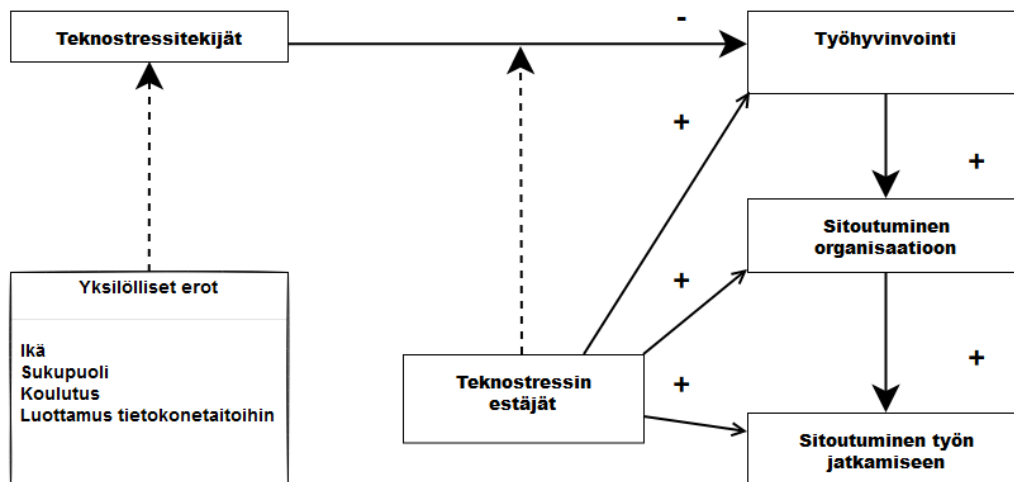 Teknostressitekijät
-
Työhyvinvointi
+
+
Sitoutuminen
organisaatioon
+
Yksilölliset erot
Ikä
Sukupuoli
Koulutus
Luottamus tietokonetaitoihin
Teknostressin
estäjät
+
+
Sitoutuminen työn
jatkamiseen